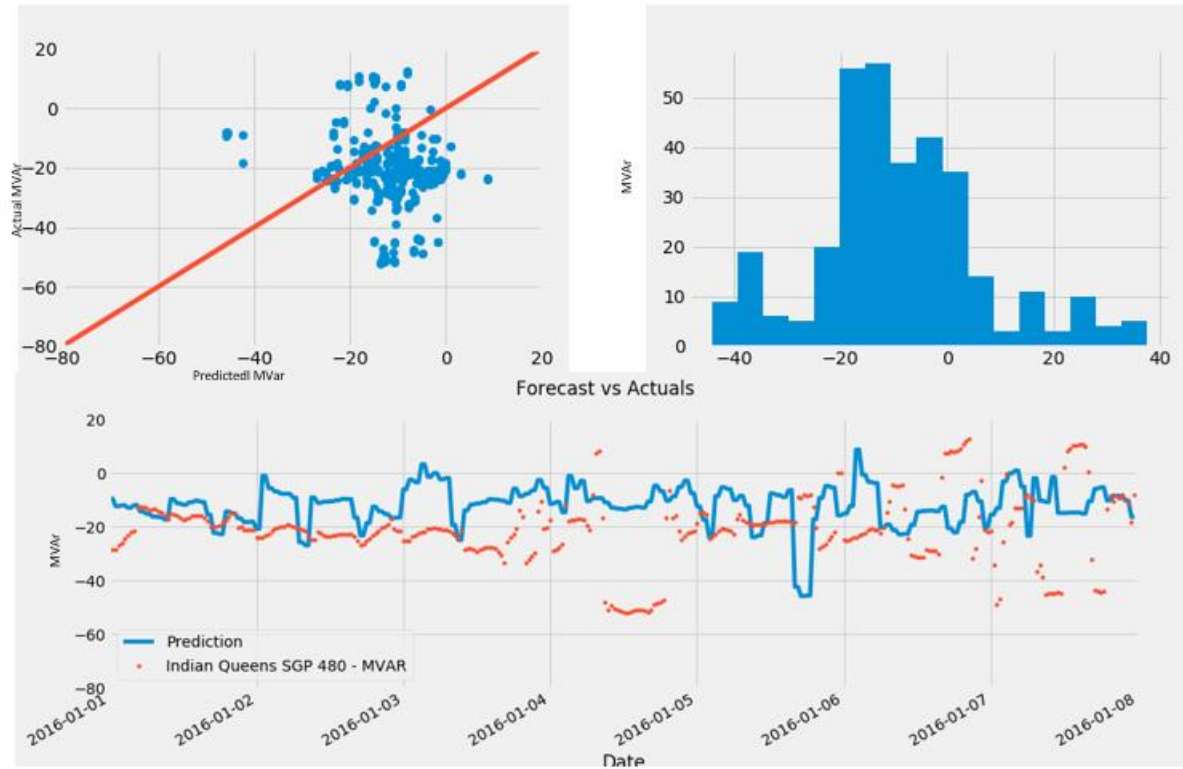 20
0
−20
−40
−60
−80
Actual MVAr
−80 −60 −40 −20 0 20
Predictedl MVar
50
40
30
20
10
0
MVAr
−40 −20 0 20 40
Forecast vs Actuals
20
0
−20
−40
−60
−80
MVAr
Prediction
Indian Queens SGP 480 - MVAR
2016-01-01 2016-01-02 2016-01-03 2016-01-04 2016-01-05 2016-01-06 2016-01-07 2016-01-08
Date